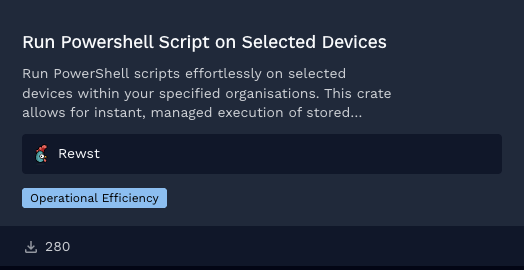 Run Powershell Script on Selected Devices
Run PowerShell scripts effortlessly on selected
devices within your specified organisations. This crate
allows for instant, managed execution of stored...
Rewst
Operational Efficiency
280